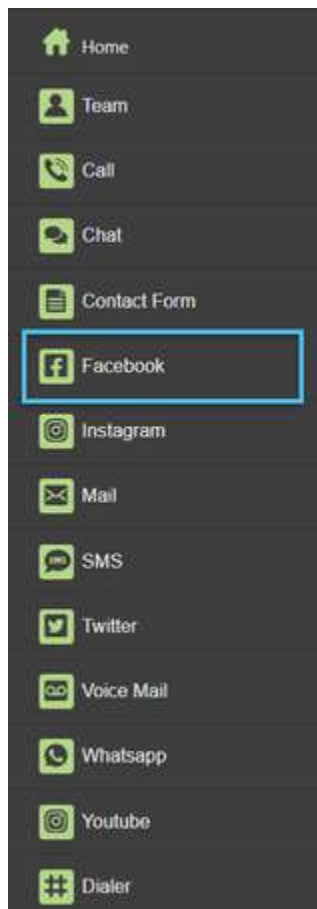 Home
Team
Call
Chat
Contact Form
Facebook
Instagram
Mail
SMS
Twitter
Voice Mail
Whatsapp
Youtube
Dialer